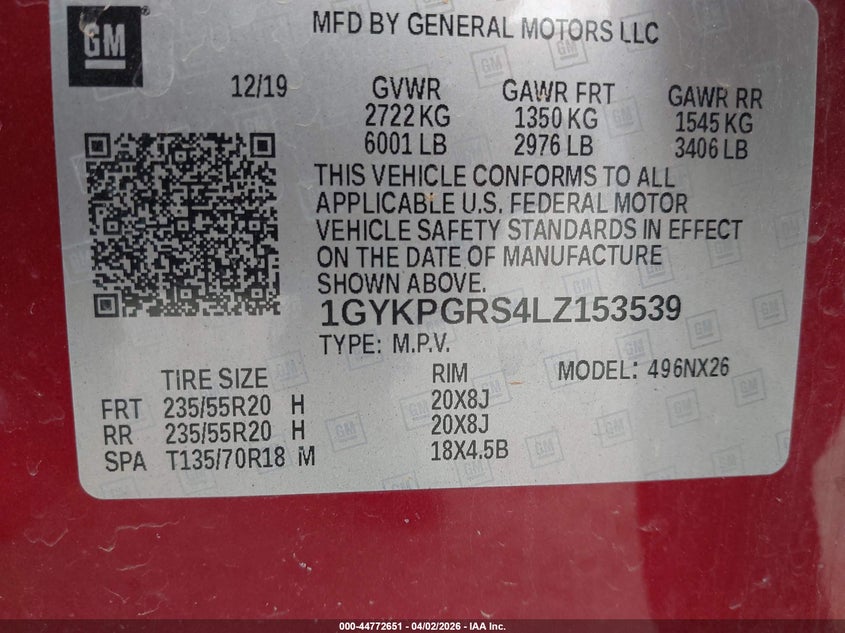 GM
MFD BY GENERAL MOTORS LLC
12/19
GVWR
2722 KG
6001 LB
GAWR FRT
1350 KG
2976 LB
GAWR RR
1545 KG
3406 LB
THIS VEHICLE CONFORMS TO ALL
APPLICABLE U.S. FEDERAL MOTOR
VEHICLE SAFETY STANDARDS IN EFFECT
ON THE DATE OF MANUFACTURE
SHOWN ABOVE.
1GYKPGRS4LZ153539
TYPE: M.P.V.
MODEL: 496NX26
TIRE SIZE RIM
FRT 235/55R20 H 20X8J
RR 235/55R20 H 20X8J
SPA T135/70R18 M 18X4.5B
000-44772651 - 04/02/2026 - IAA Inc.